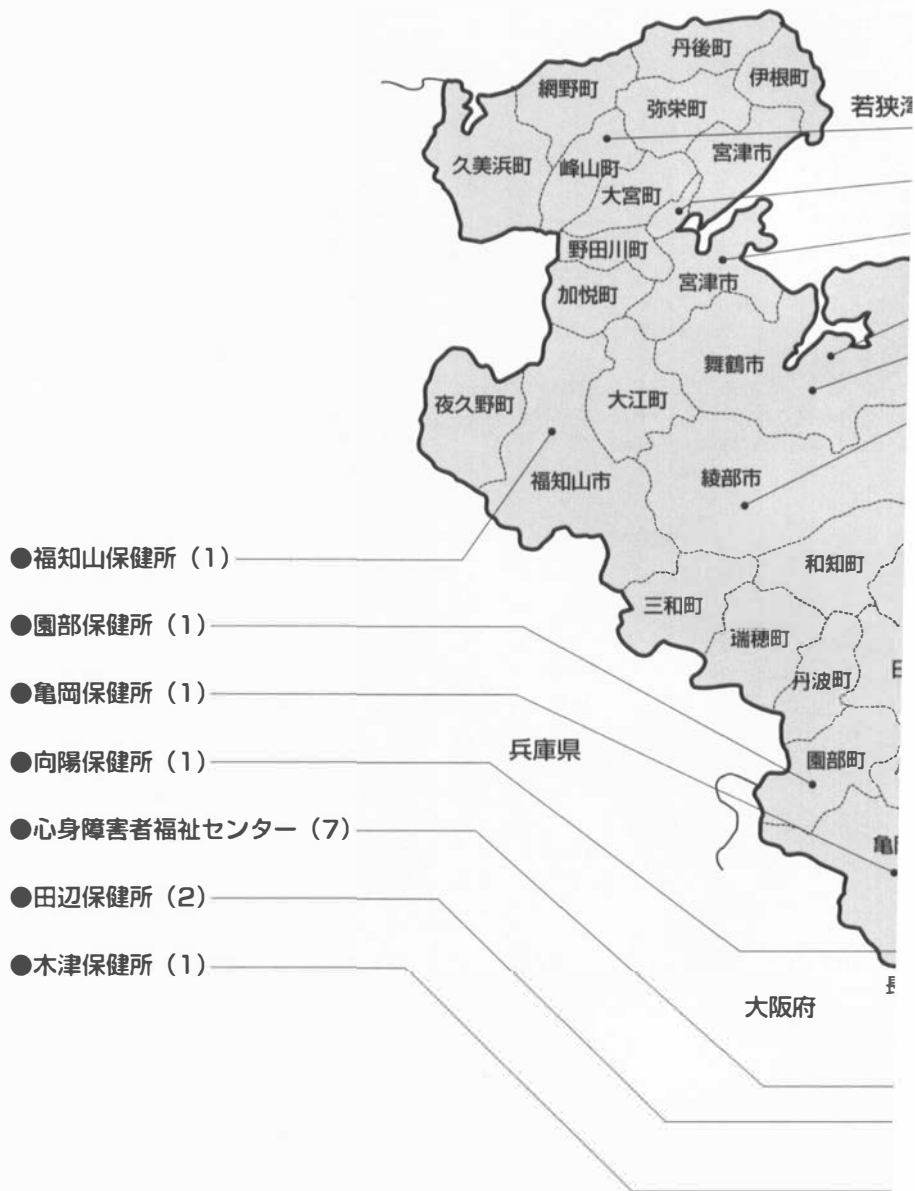 丹後町
伊根町
網野町
弥栄町
若狭湾
久美浜町
峰山町
宮津市
大宮町
野田川町
宮津市
加悦町
舞鶴市
夜久野町
大江町
福知山市
綾部市
●福知山保健所（1）
和知町
三和町
●園部保健所（1）
瑞穂町
丹波町
●亀岡保健所（1）
兵庫県
園部町
●向陽保健所（1）
●心身障害者福祉センター（7）
亀
●田辺保健所（2）
●木津保健所（1）
長
大阪府